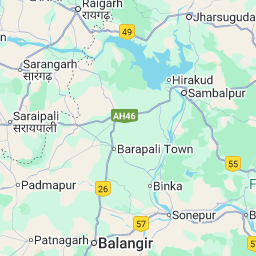 Raigarh
रायगढ़
49
Jharsuguda
Sarangarh
सारंगढ़
Hirakud
Sambalpur
AH46
Saraipali
सरायपाली
Barapali Town
55
Padmapur
26
Binka
F
57
Sonepur
B
Patnagarh
Balangir
57